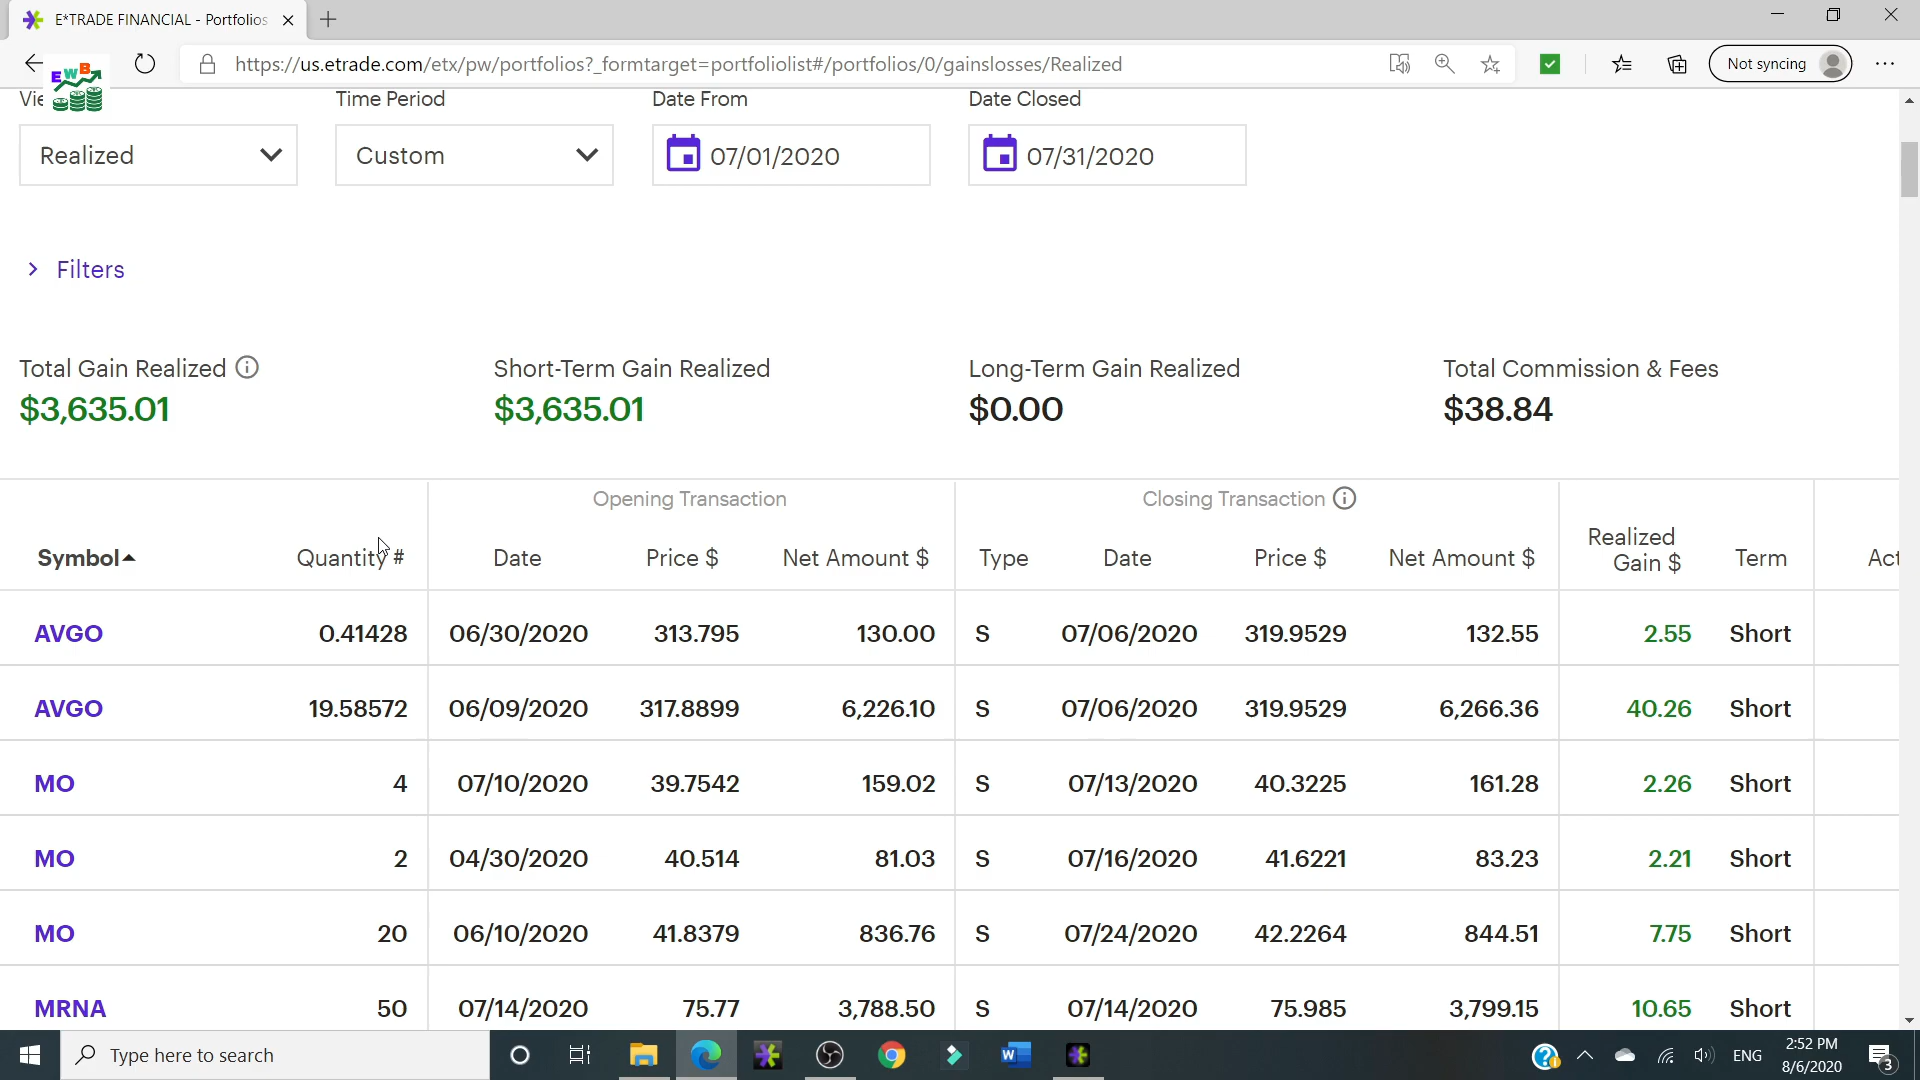 E*TRADE FINANCIAL - Portfolios
https://us.etrade.com/etx/pw/portfolios?_formtarget=portfoliolist#/portfolios/0/gainslosses/Realized
Not syncing
EWB
Vie Time Period Date From Date Closed
Realized Custom 07/01/2020 07/31/2020
> Filters
Total Gain Realized Short-Term Gain Realized Long-Term Gain Realized Total Commission & Fees
$3,635.01 $3,635.01 $0.00 $38.84
Opening Transaction Closing Transaction
Symbol Quantity # Date Price $ Net Amount $ Type Date Price $ Net Amount $ Realized Gain $ Term Act
AVGO 0.41428 06/30/2020 313.795 130.00 S 07/06/2020 319.9529 132.55 2.55 Short
AVGO 19.58572 06/09/2020 317.8899 6,226.10 S 07/06/2020 319.9529 6,266.36 40.26 Short
MO 4 07/10/2020 39.7542 159.02 S 07/13/2020 40.3225 161.28 2.26 Short
MO 2 04/30/2020 40.514 81.03 S 07/16/2020 41.6221 83.23 2.21 Short
MO 20 06/10/2020 41.8379 836.76 S 07/24/2020 42.2264 844.51 7.75 Short
MRNA 50 07/14/2020 75.77 3,788.50 S 07/14/2020 75.985 3,799.15 10.65 Short
Type here to search
W
ENG
2:52 PM
8/6/2020
3